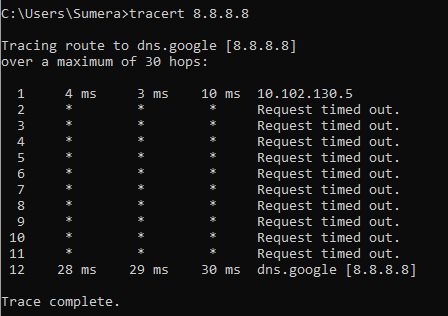 C:\Users\Sumera>tracert 8.8.8.8
Tracing route to dns.google [8.8.8.8]
over a maximum of 30 hops:
1 4 ms 3 ms 10 ms 10.102.130.5
2 * * * Request timed out.
3 * * * Request timed out.
4 * * * Request timed out.
5 * * * Request timed out.
6 * * * Request timed out.
7 * * * Request timed out.
8 * * * Request timed out.
9 * * * Request timed out.
10 * * * Request timed out.
11 * * * Request timed out.
12 28 ms 29 ms 30 ms dns.google [8.8.8.8]
Trace complete.